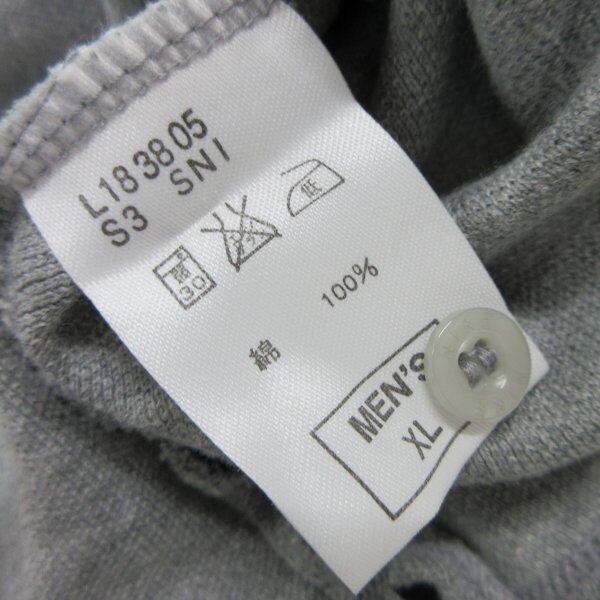 L18 38 05
S3 SNI
30
低
綿 100%
MEN'S
XL